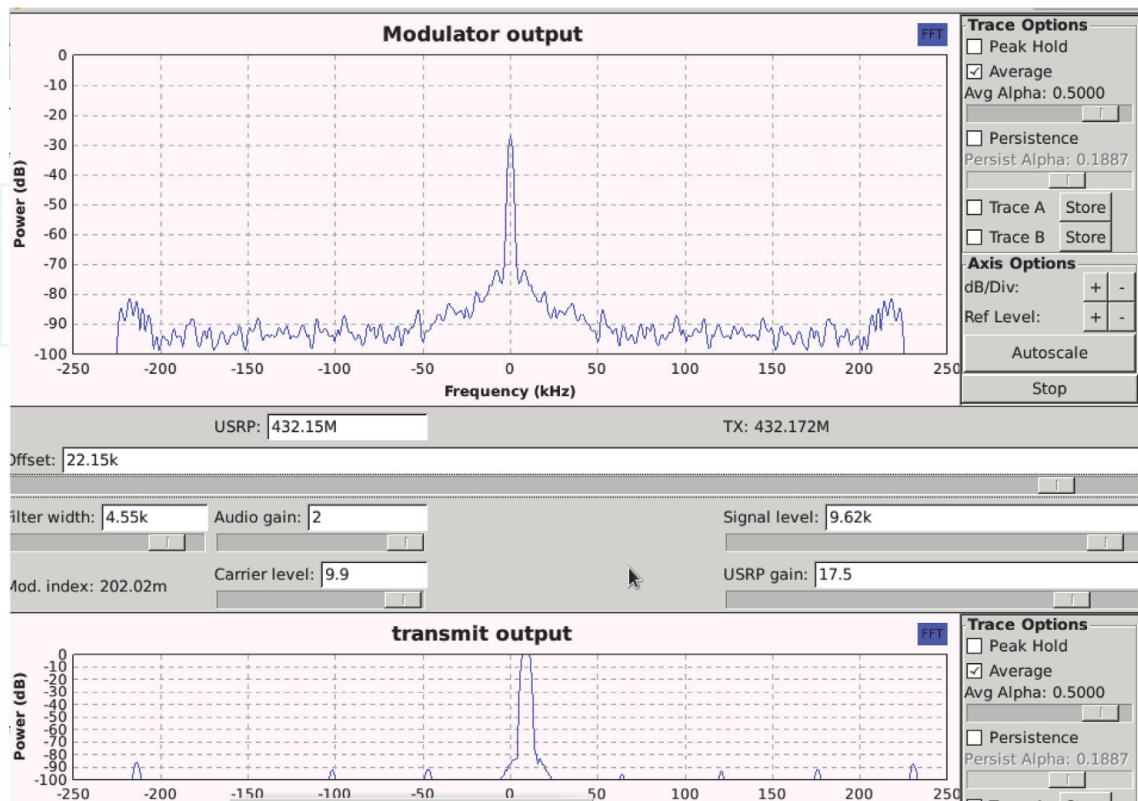 Modulator output
FFT
Power (dB)
0
-10
-20
-30
-40
-50
-60
-70
-80
-90
-100
-250 -200 -150 -100 -50 0 50 100 150 200 250
Frequency (kHz)
Trace Options
Peak Hold
Average
Avg Alpha: 0.5000
Persistence
Persist Alpha: 0.1887
Trace A Store
Trace B Store
Axis Options
dB/Div: + -
Ref Level: + -
Autoscale
Stop
USRP: 432.15M TX: 432.172M
Offset: 22.15k
filter width: 4.55k Audio gain: 2 Signal level: 9.62k
Mod. index: 202.02m Carrier level: 9.9 USRP gain: 17.5
transmit output
FFT
Power (dB)
0
-10
-20
-30
-40
-50
-60
-70
-80
-90
-100
-250 -200 -150 -100 -50 0 50 100 150 200 250
Trace Options
Peak Hold
Average
Avg Alpha: 0.5000
Persistence
Persist Alpha: 0.1887